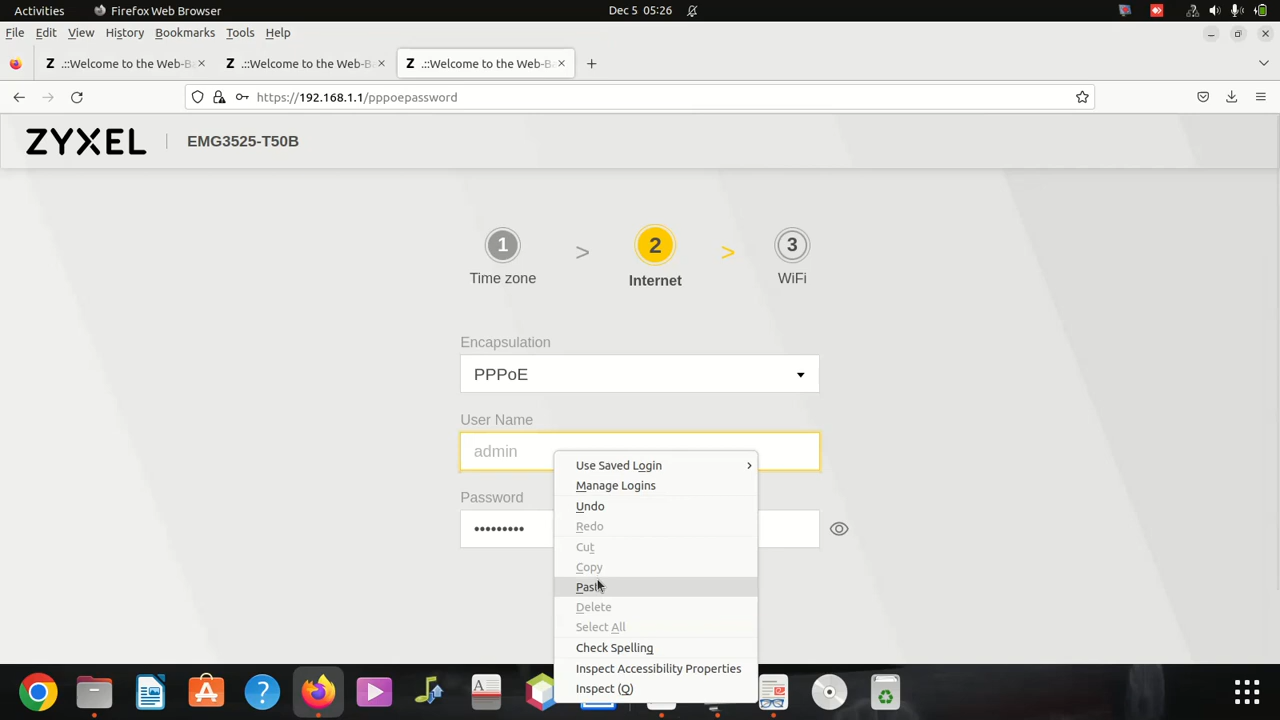 Activities Firefox Web Browser Dec 5 05:26
File Edit View History Bookmarks Tools Help
Z .::Welcome to the Web-B Z .::Welcome to the Web-B Z .::Welcome to the Web-B
https://192.168.1.1/pppoepassword
ZYXEL EMG3525-T50B
1 > 2 > 3
Time zone Internet WiFi
Encapsulation
PPPoE
User Name
admin
Use Saved Login
Manage Logins
Password
Undo
•••••••••
Redo
Cut
Copy
Paste
Delete
Select All
Check Spelling
Inspect Accessibility Properties
Inspect (Q)